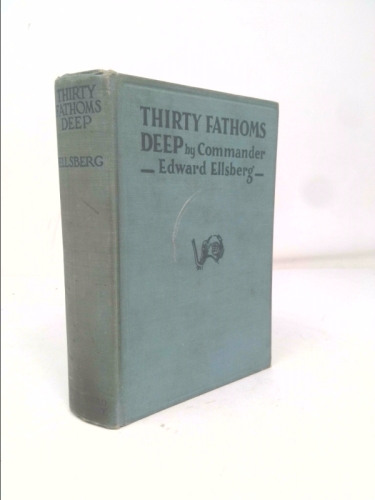 THIRTY
FATHOMS
DEEP
ELLSBERG
THIRTY FATHOMS
DEEP by Commander
— Edward Ellsberg —